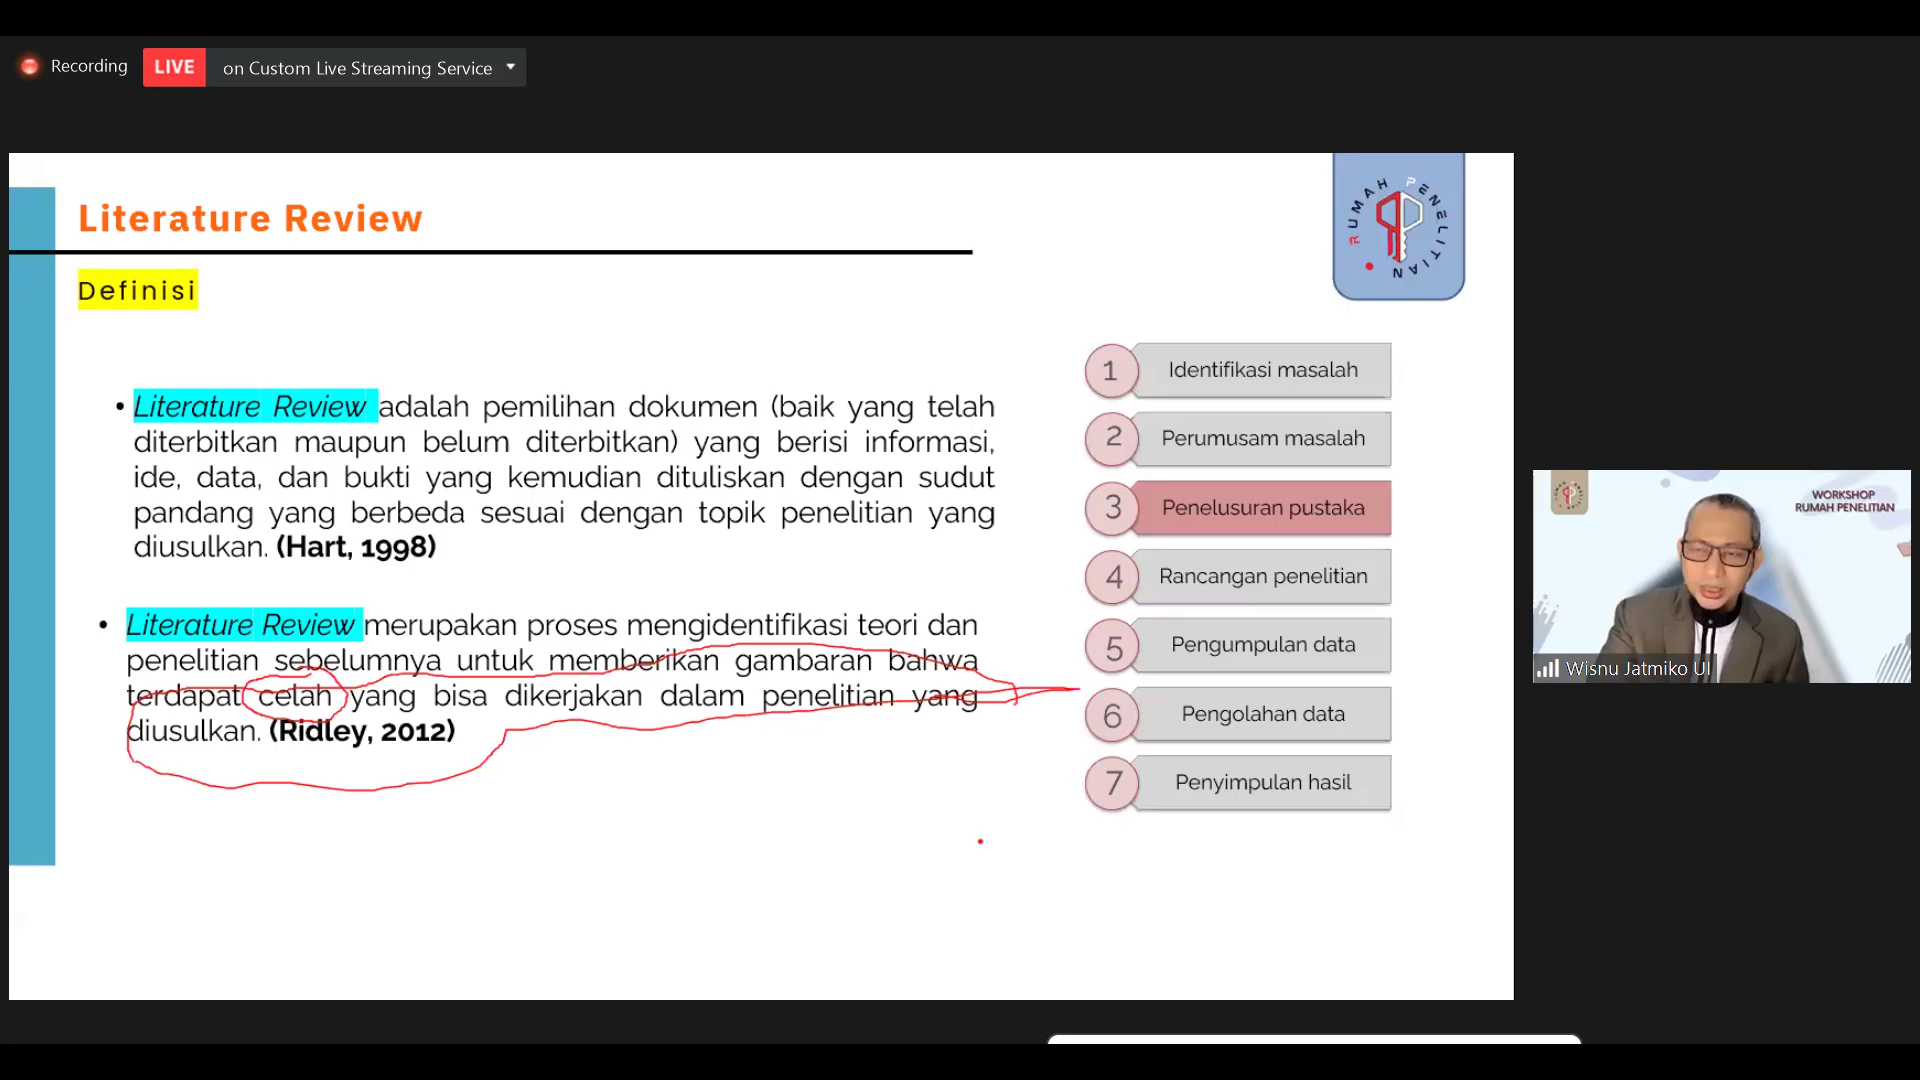 Recording
LIVE on Custom Live Streaming Service
Literature Review
RUMAH PENELITIAN
Definisi
• Literature Review adalah pemilihan dokumen (baik yang telah
diterbitkan maupun belum diterbitkan) yang berisi informasi,
ide, data, dan bukti yang kemudian dituliskan dengan sudut
pandang yang berbeda sesuai dengan topik penelitian yang
diusulkan. (Hart, 1998)
• Literature Review merupakan proses mengidentifikasi teori dan
penelitian sebelumnya untuk memberikan gambaran bahwa
terdapat celah yang bisa dikerjakan dalam penelitian yang
diusulkan. (Ridley, 2012)
1 Identifikasi masalah
2 Perumusam masalah
3 Penelusuran pustaka
4 Rancangan penelitian
5 Pengumpulan data
6 Pengolahan data
7 Penyimpulan hasil
WORKSHOP
RUMAH PENELITIAN
Wisnu Jatmiko UI